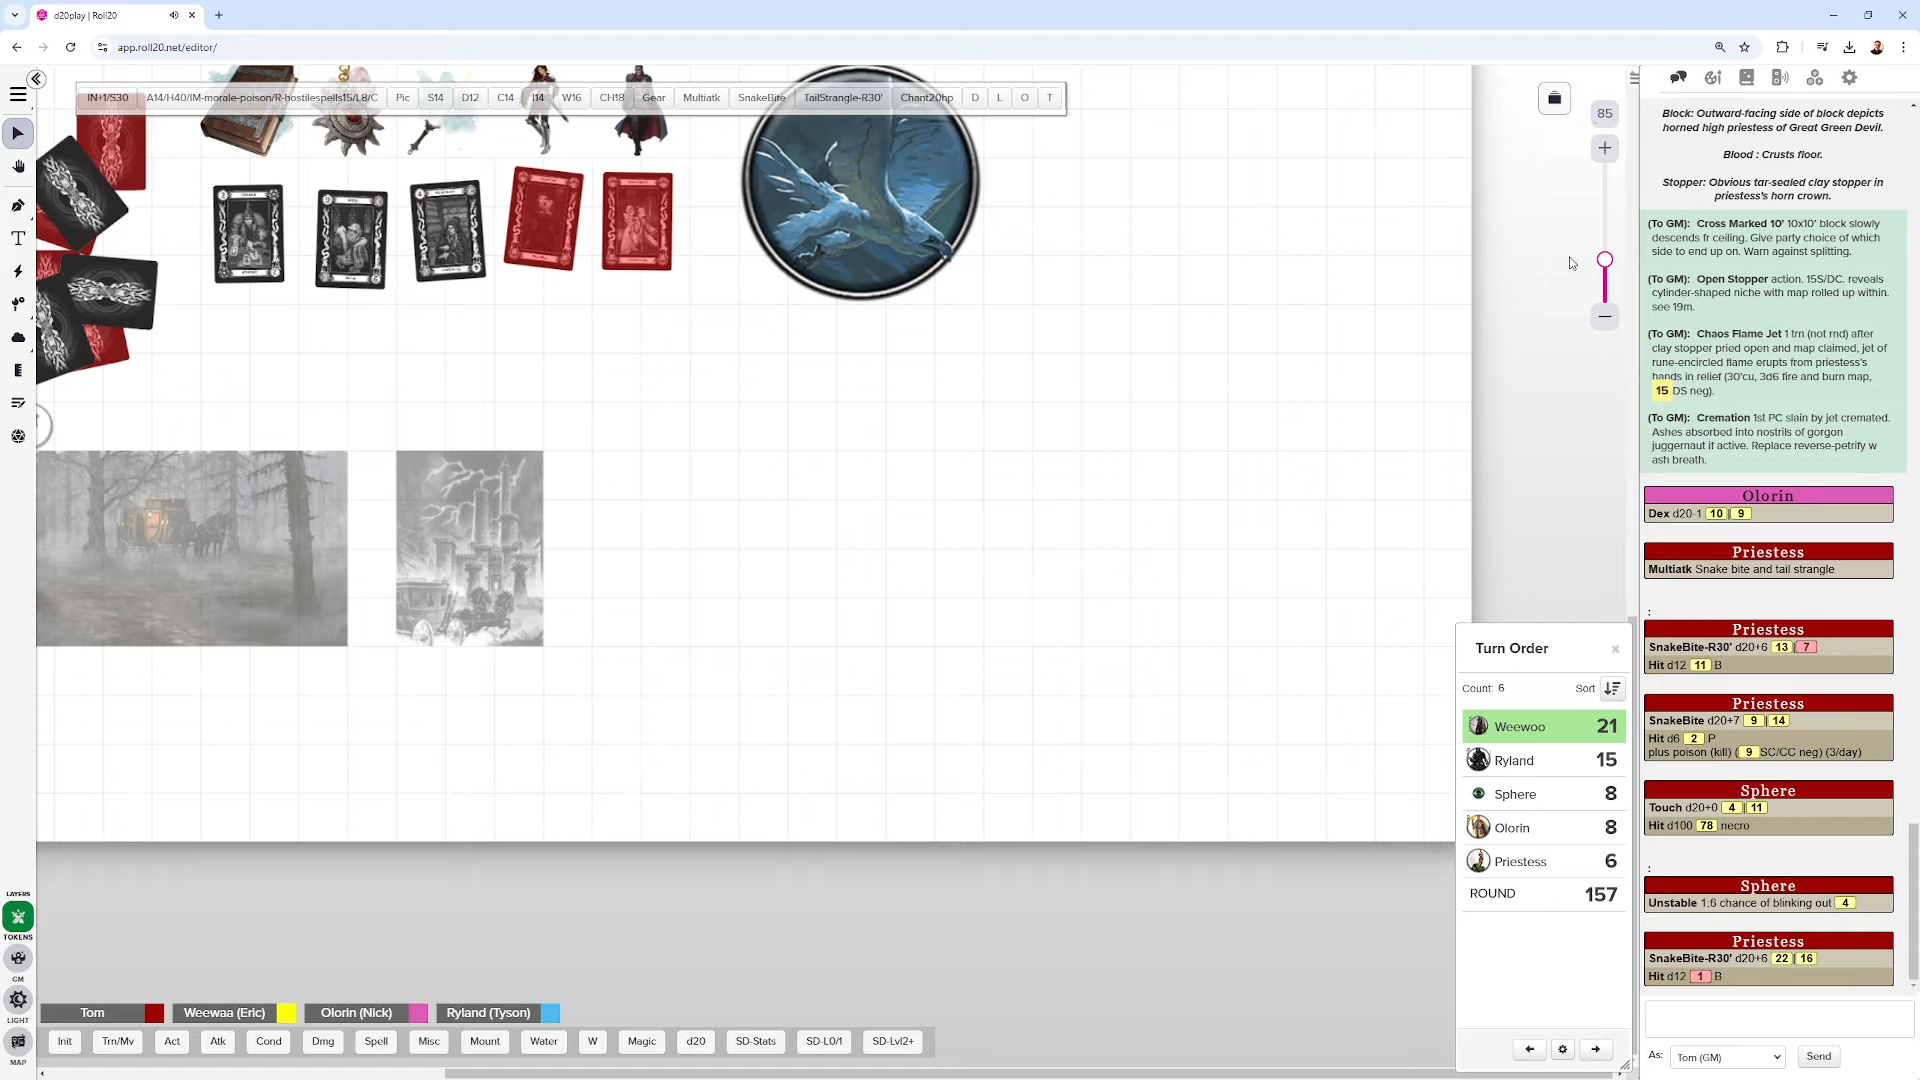 d20play | Roll20
app.roll20.net/editor/
IN+1/S30 A14/H40/IM-morale-poison/R-hostilespells15/L8/C Pic S14 D12 C14 I14 W16 CH18 Gear Multiatk SnakeBite TailStrangle-R30' Chant20hp D L O T
85
Block: Outward-facing side of block depicts
horned high priestess of Great Green Devil.
Blood : Crusts floor.
Stopper: Obvious tar-sealed clay stopper in
priestess's horn crown.
(To GM): Cross Marked 10' 10x10' block slowly
descends fr ceiling. Give party choice of which
side to end up on. Warn against splitting.
(To GM): Open Stopper action. 15S/DC. reveals
cylinder-shaped niche with map rolled up within.
see 19m.
(To GM): Chaos Flame Jet 1 trn (not rnd) after
clay stopper pried open and map claimed, jet of
rune-encircled flame erupts from priestess's
hands in relief (30'cu, 3d6 fire and burn map,
15 DS neg).
(To GM): Cremation 1st PC slain by jet cremated.
Ashes absorbed into nostrils of gorgon
juggernaut if active. Replace reverse-petrify w
ash breath.
Olorin
Dex d20-1 10 | 9
Priestess
Multiatk Snake bite and tail strangle
:
Priestess
SnakeBite-R30' d20+6 13 | 7
Hit d12 11 B
Priestess
SnakeBite d20+7 9 | 14
Hit d6 2 P
plus poison (kill) ( 9 SC/CC neg) (3/day)
Sphere
Touch d20+0 4 | 11
Hit d100 78 necro
:
Sphere
Unstable 1:6 chance of blinking out 4
Priestess
SnakeBite-R30' d20+6 22 | 16
Hit d12 1 B
Turn Order
Count: 6 Sort
Weewoo 21
Ryland 15
Sphere 8
Olorin 8
Priestess 6
ROUND 157
LAYERS
TOKENS
GM
LIGHT
MAP
Tom Weewaa (Eric) Olorin (Nick) Ryland (Tyson)
Init Trn/Mv Act Atk Cond Dmg Spell Misc Mount Water W Magic d20 SD-Stats SD-L0/1 SD-Lvl2+
As: Tom (GM) Send